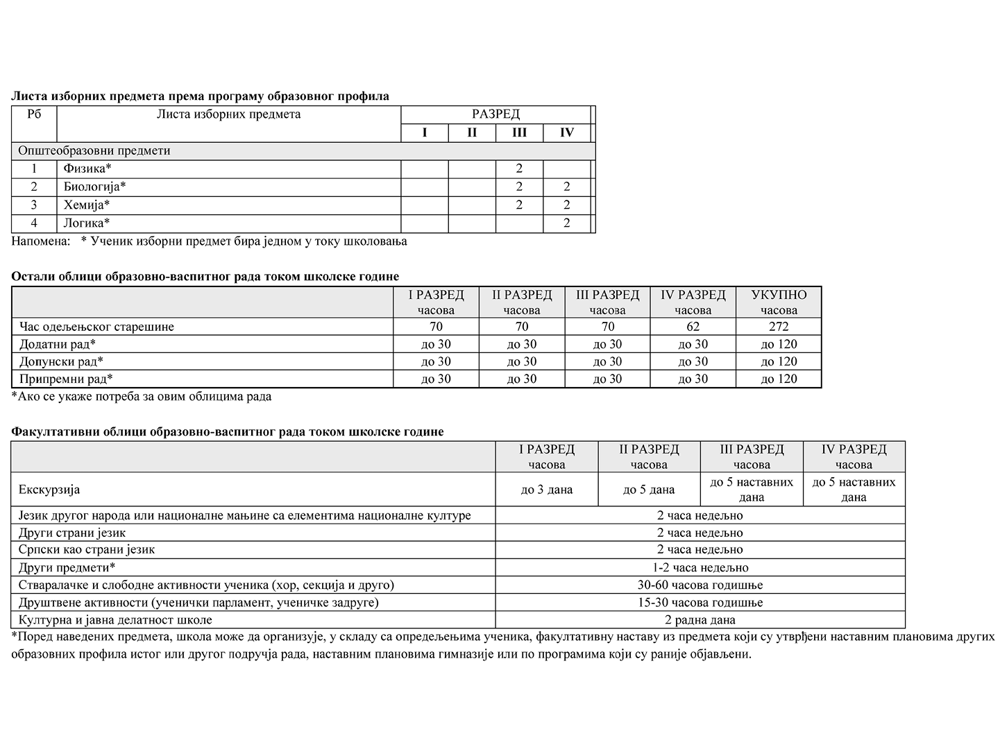 Листа изборних предмета према програму образовног профила
Рб Листа изборних предмета РАЗРЕД
I II III IV
Општеобразовни предмети
1 Физика* 2
2 Биологија* 2 2
3 Хемија* 2 2
4 Логика* 2
Напомена: * Ученик изборни предмет бира једном у току школовања
Остали облици образовно-васпитног рада током школске године
I РАЗРЕД II РАЗРЕД III РАЗРЕД IV РАЗРЕД УКУПНО
часова часова часова часова часова
Час одељењског старешине 70 70 70 62 272
Додатни рад* до 30 до 30 до 30 до 30 до 120
Допунски рад* до 30 до 30 до 30 до 30 до 120
Припремни рад* до 30 до 30 до 30 до 30 до 120
*Ако се укаже потреба за овим облицима рада
Факултативни облици образовно-васпитног рада током школске године
I РАЗРЕД II РАЗРЕД III РАЗРЕД IV РАЗРЕД
часова часова часова часова
Екскурзија до 3 дана до 5 дана до 5 наставних дана до 5 наставних дана
Језик другог народа или националне мањине са елементима националне културе 2 часа недељно
Други страни језик 2 часа недељно
Српски као страни језик 2 часа недељно
Други предмети* 1-2 часа недељно
Стваралачке и слободне активности ученика (хор, секција и друго) 30-60 часова годишње
Друштвене активности (ученички парламент, ученичке задруге) 15-30 часова годишње
Културна и јавна делатност школе 2 радна дана
*Поред наведених предмета, школа може да организује, у складу са опредељењима ученика, факултативну наставу из предмета који су утврђени наставним плановима других
образовних профила истог или другог подручја рада, наставним плановима гимназије или по програмима који су раније објављени.